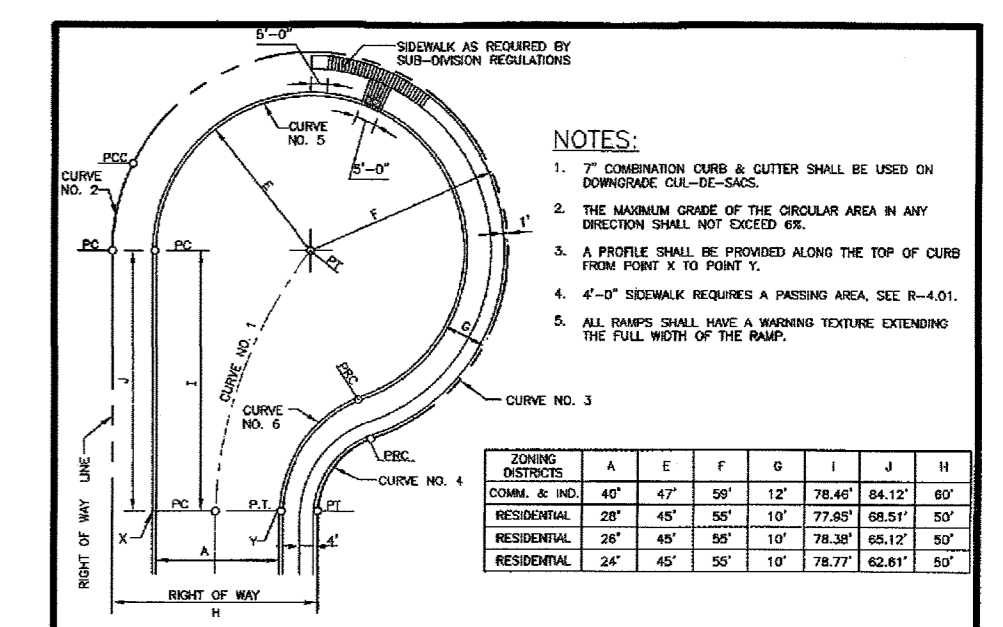 5'-0"
SIDEWALK AS REQUIRED BY
SUB-DIVISION REGULATIONS
CURVE
NO. 5
PCC
5'-0"
CURVE
NO. 2
E
F
PC
PC
PT
1'
NOTES:
1. 7" COMBINATION CURB & GUTTER SHALL BE USED ON
DOWNGRADE CUL-DE-SACS.
2. THE MAXIMUM GRADE OF THE CIRCULAR AREA IN ANY
DIRECTION SHALL NOT EXCEED 6%.
3. A PROFILE SHALL BE PROVIDED ALONG THE TOP OF CURB
FROM POINT X TO POINT Y.
4. 4'-0" SIDEWALK REQUIRES A PASSING AREA, SEE R-4.01.
5. ALL RAMPS SHALL HAVE A WARNING TEXTURE EXTENDING
THE FULL WIDTH OF THE RAMP.
G
J
I
CURVE NO. 1
PRC
CURVE NO. 3
CURVE
NO. 6
PRC
CURVE NO. 4
RIGHT OF WAY LINE
PC
P.T.
PT
X
Y
4'
A
RIGHT OF WAY
H
ZONING DISTRICTS A E F G I J H
COMM. & IND. 40' 47' 59' 12' 78.46' 84.12' 60'
RESIDENTIAL 28' 45' 55' 10' 77.95' 68.51' 50'
RESIDENTIAL 26' 45' 55' 10' 78.38' 65.12' 50'
RESIDENTIAL 24' 45' 55' 10' 78.77' 62.61' 50'